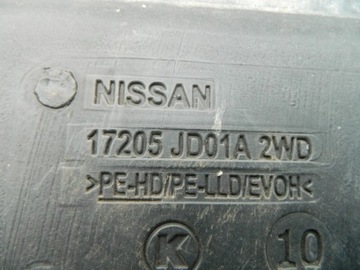 NISSAN
17205 JD01A 2WD
>PE-HD/PE-LLD/EVOH<
K 10